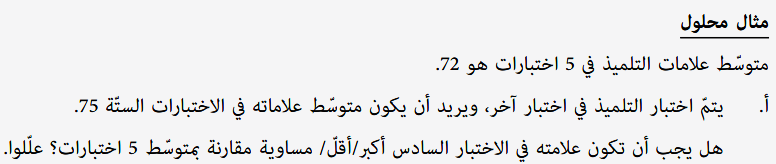 مثال محلول
متوسّط علامات التلميذ في 5 اختبارات هو 72.
أ. يتمّ اختبار التلميذ في اختبار آخر، ويريد أن يكون متوسّط علاماته في الاختبارات الستّة 75.
هل يجب أن تكون علامته في الاختبار السادس أكبر/أقلّ/ مساوية مقارنة بمتوسّط 5 اختبارات؟ علّلوا.